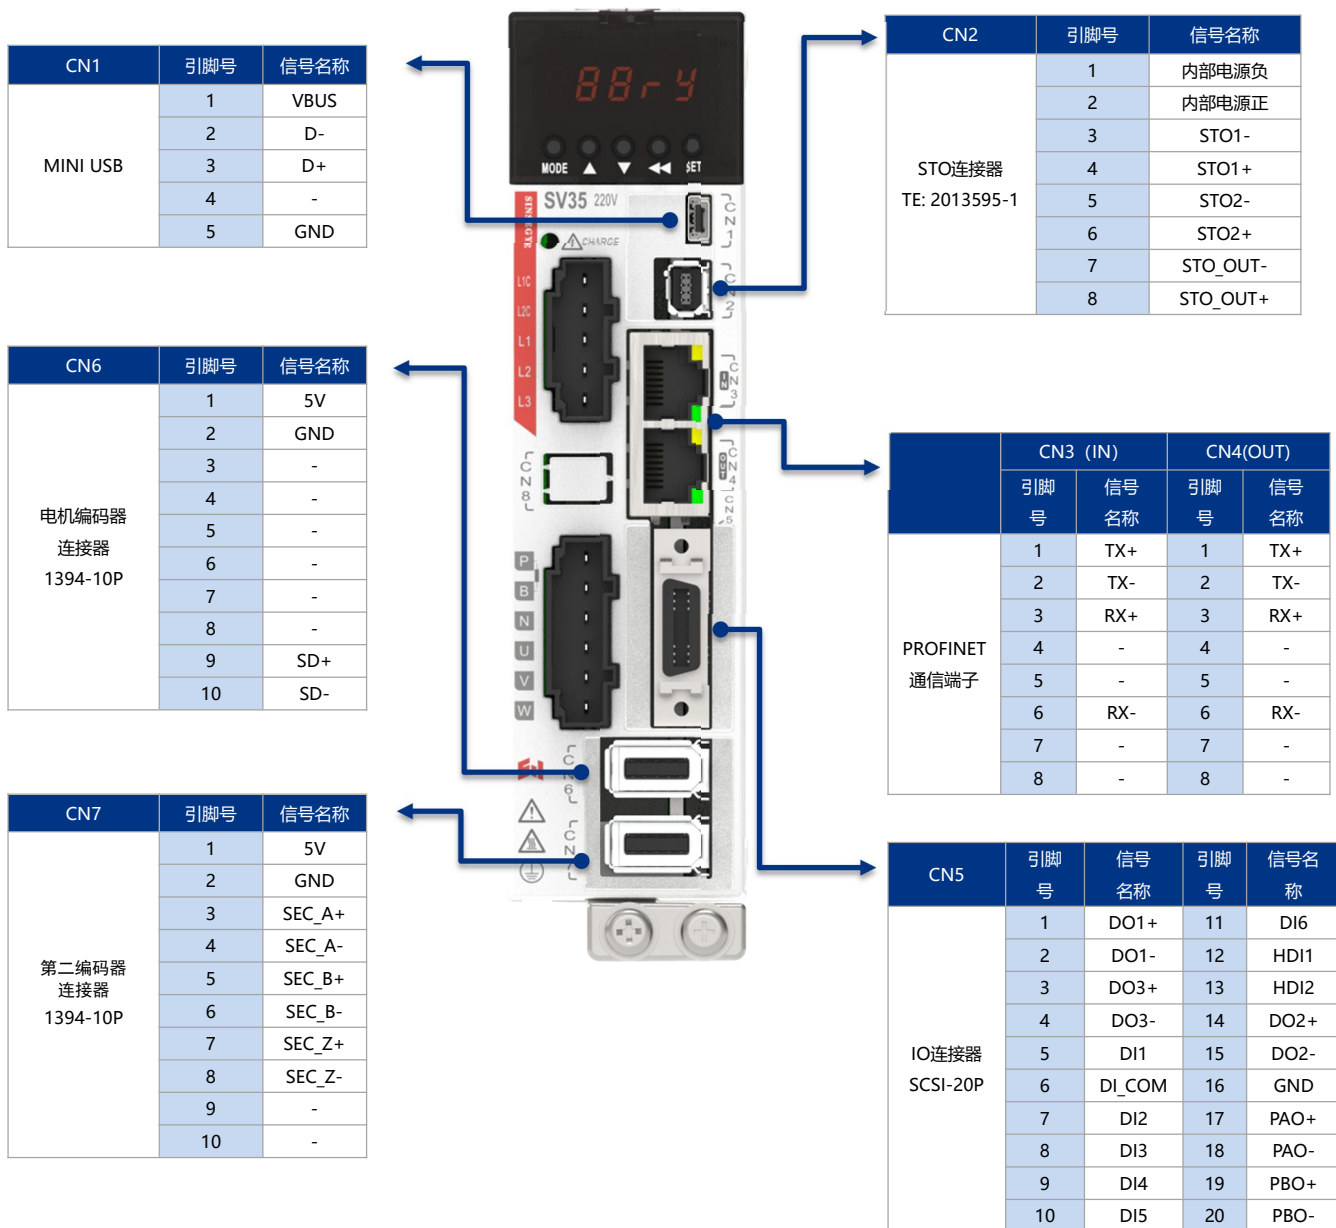 CN1 引脚号 信号名称
MINI USB
1 VBUS
2 D-
3 D+
4 -
5 GND
CN6 引脚号 信号名称
电机编码器
连接器
1394-10P
1 5V
2 GND
3 -
4 -
5 -
6 -
7 -
8 -
9 SD+
10 SD-
CN7 引脚号 信号名称
第二编码器
连接器
1394-10P
1 5V
2 GND
3 SEC_A+
4 SEC_A-
5 SEC_B+
6 SEC_B-
7 SEC_Z+
8 SEC_Z-
9 -
10 -
88ry
MODE SET
SV35 220V
CHARGE
L1C
L2C
L1
L2
L3
CN1
CN2
CN3
IN
CN4
OUT
CN5
CN8
P
B
N
U
V
W
CN6
CN7
CN2 引脚号 信号名称
STO连接器
TE: 2013595-1
1 内部电源负
2 内部电源正
3 STO1-
4 STO1+
5 STO2-
6 STO2+
7 STO_OUT-
8 STO_OUT+
CN3（IN） CN4(OUT)
引脚号 信号名称 引脚号 信号名称
PROFINET
通信端子
1 TX+ 1 TX+
2 TX- 2 TX-
3 RX+ 3 RX+
4 - 4 -
5 - 5 -
6 RX- 6 RX-
7 - 7 -
8 - 8 -
CN5 引脚号 信号名称 引脚号 信号名称
IO连接器
SCSI-20P
1 DO1+ 11 DI6
2 DO1- 12 HDI1
3 DO3+ 13 HDI2
4 DO3- 14 DO2+
5 DI1 15 DO2-
6 DI_COM 16 GND
7 DI2 17 PAO+
8 DI3 18 PAO-
9 DI4 19 PBO+
10 DI5 20 PBO-